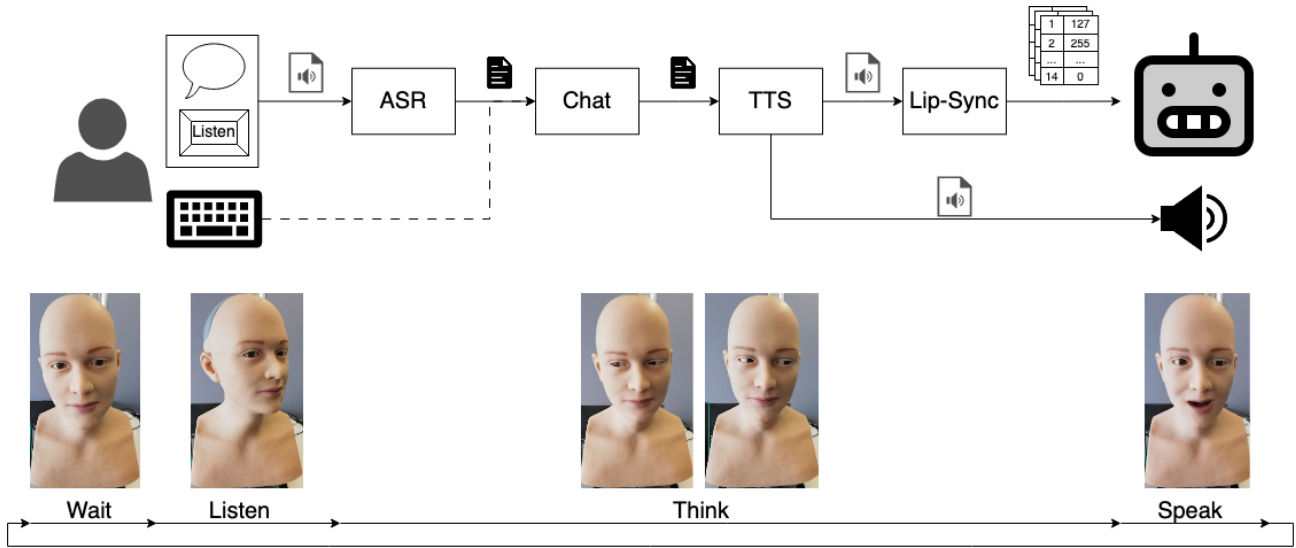 1 127
2 255
... ...
14 0
Listen
ASR
Chat
TTS
Lip-Sync
Wait
Listen
Think
Speak